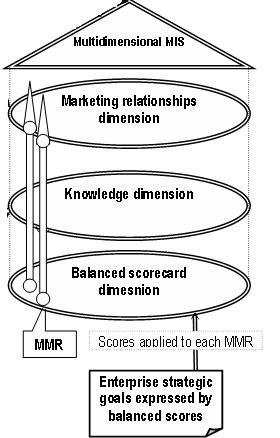 Multidimensional MIS
Marketing relationships
dimension
Knowledge dimension
Balanced scorecard
dimesnion
MMR
Scores applied to each MMR
Enterprise strategic
goals expressed by
balanced scores